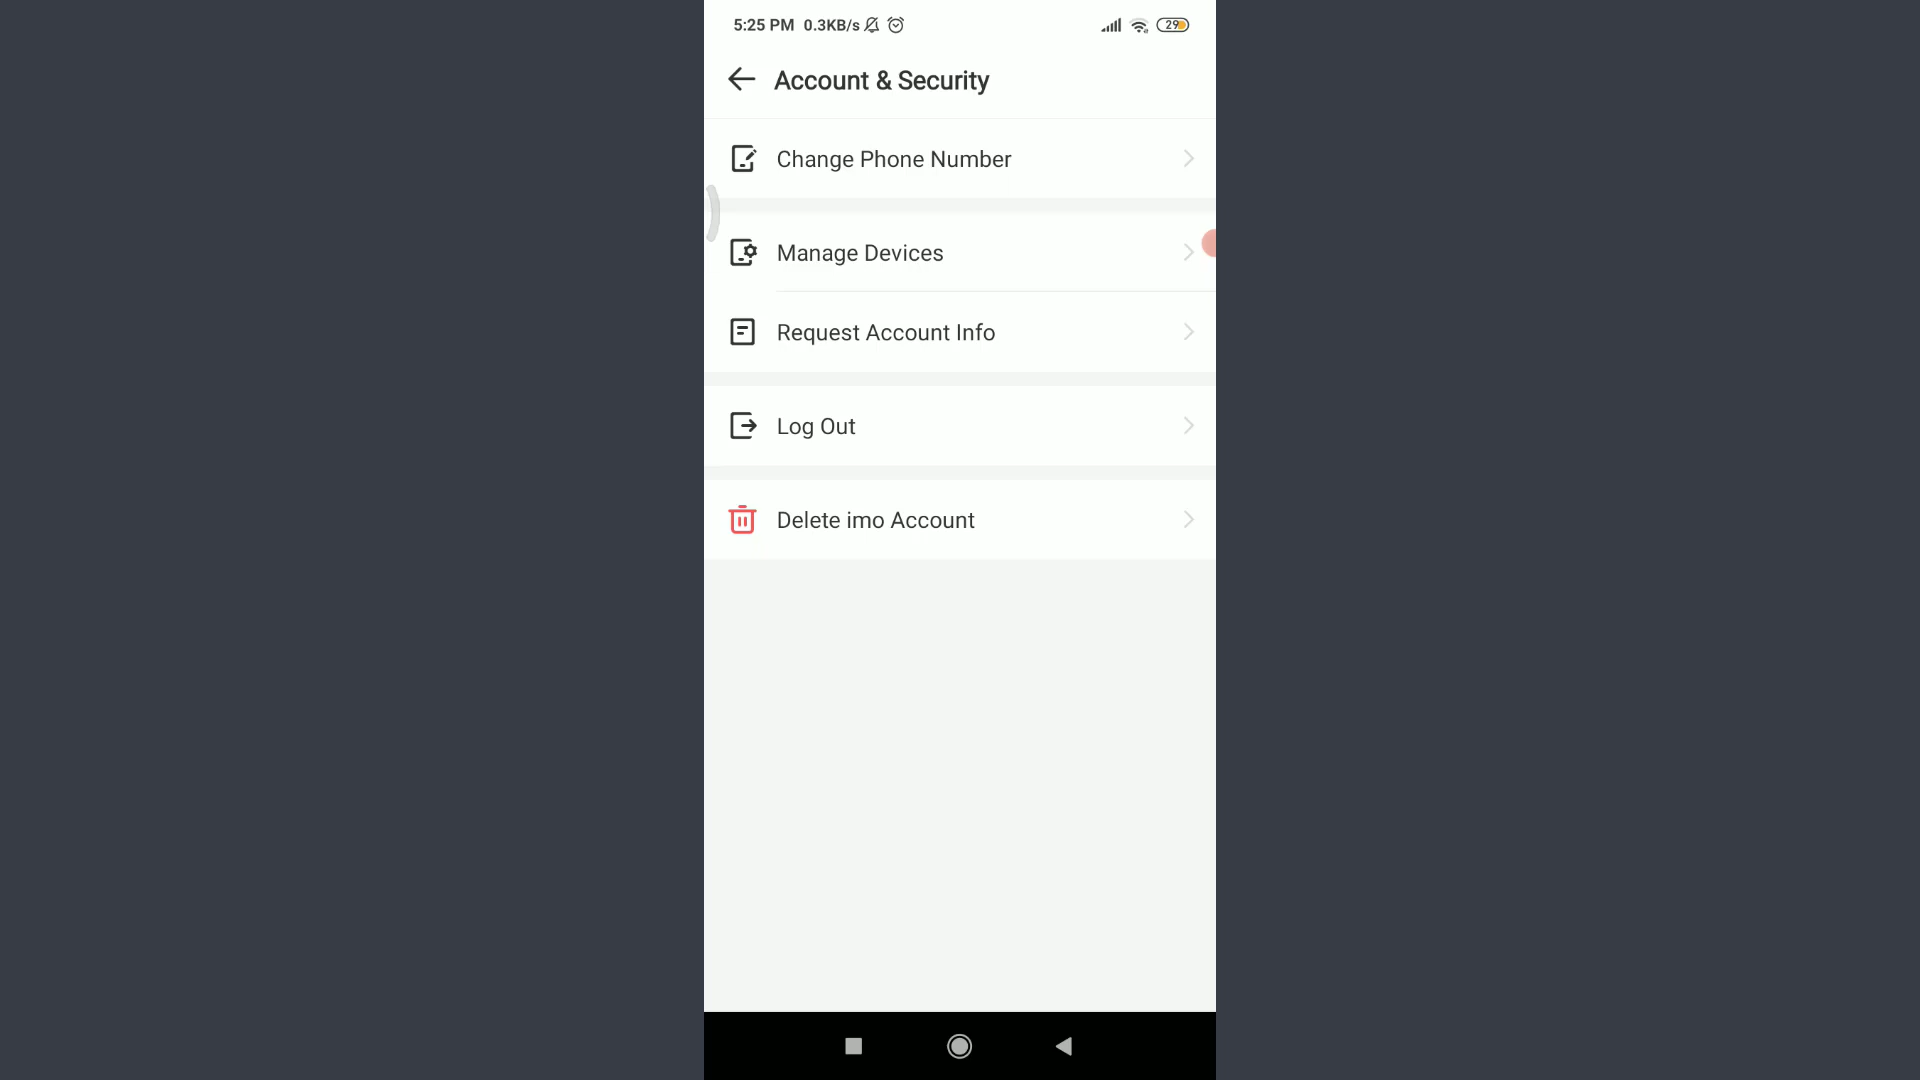 5:25 PM 0.3KB/s 29
Account & Security
Change Phone Number
Manage Devices
Request Account Info
Log Out
Delete imo Account